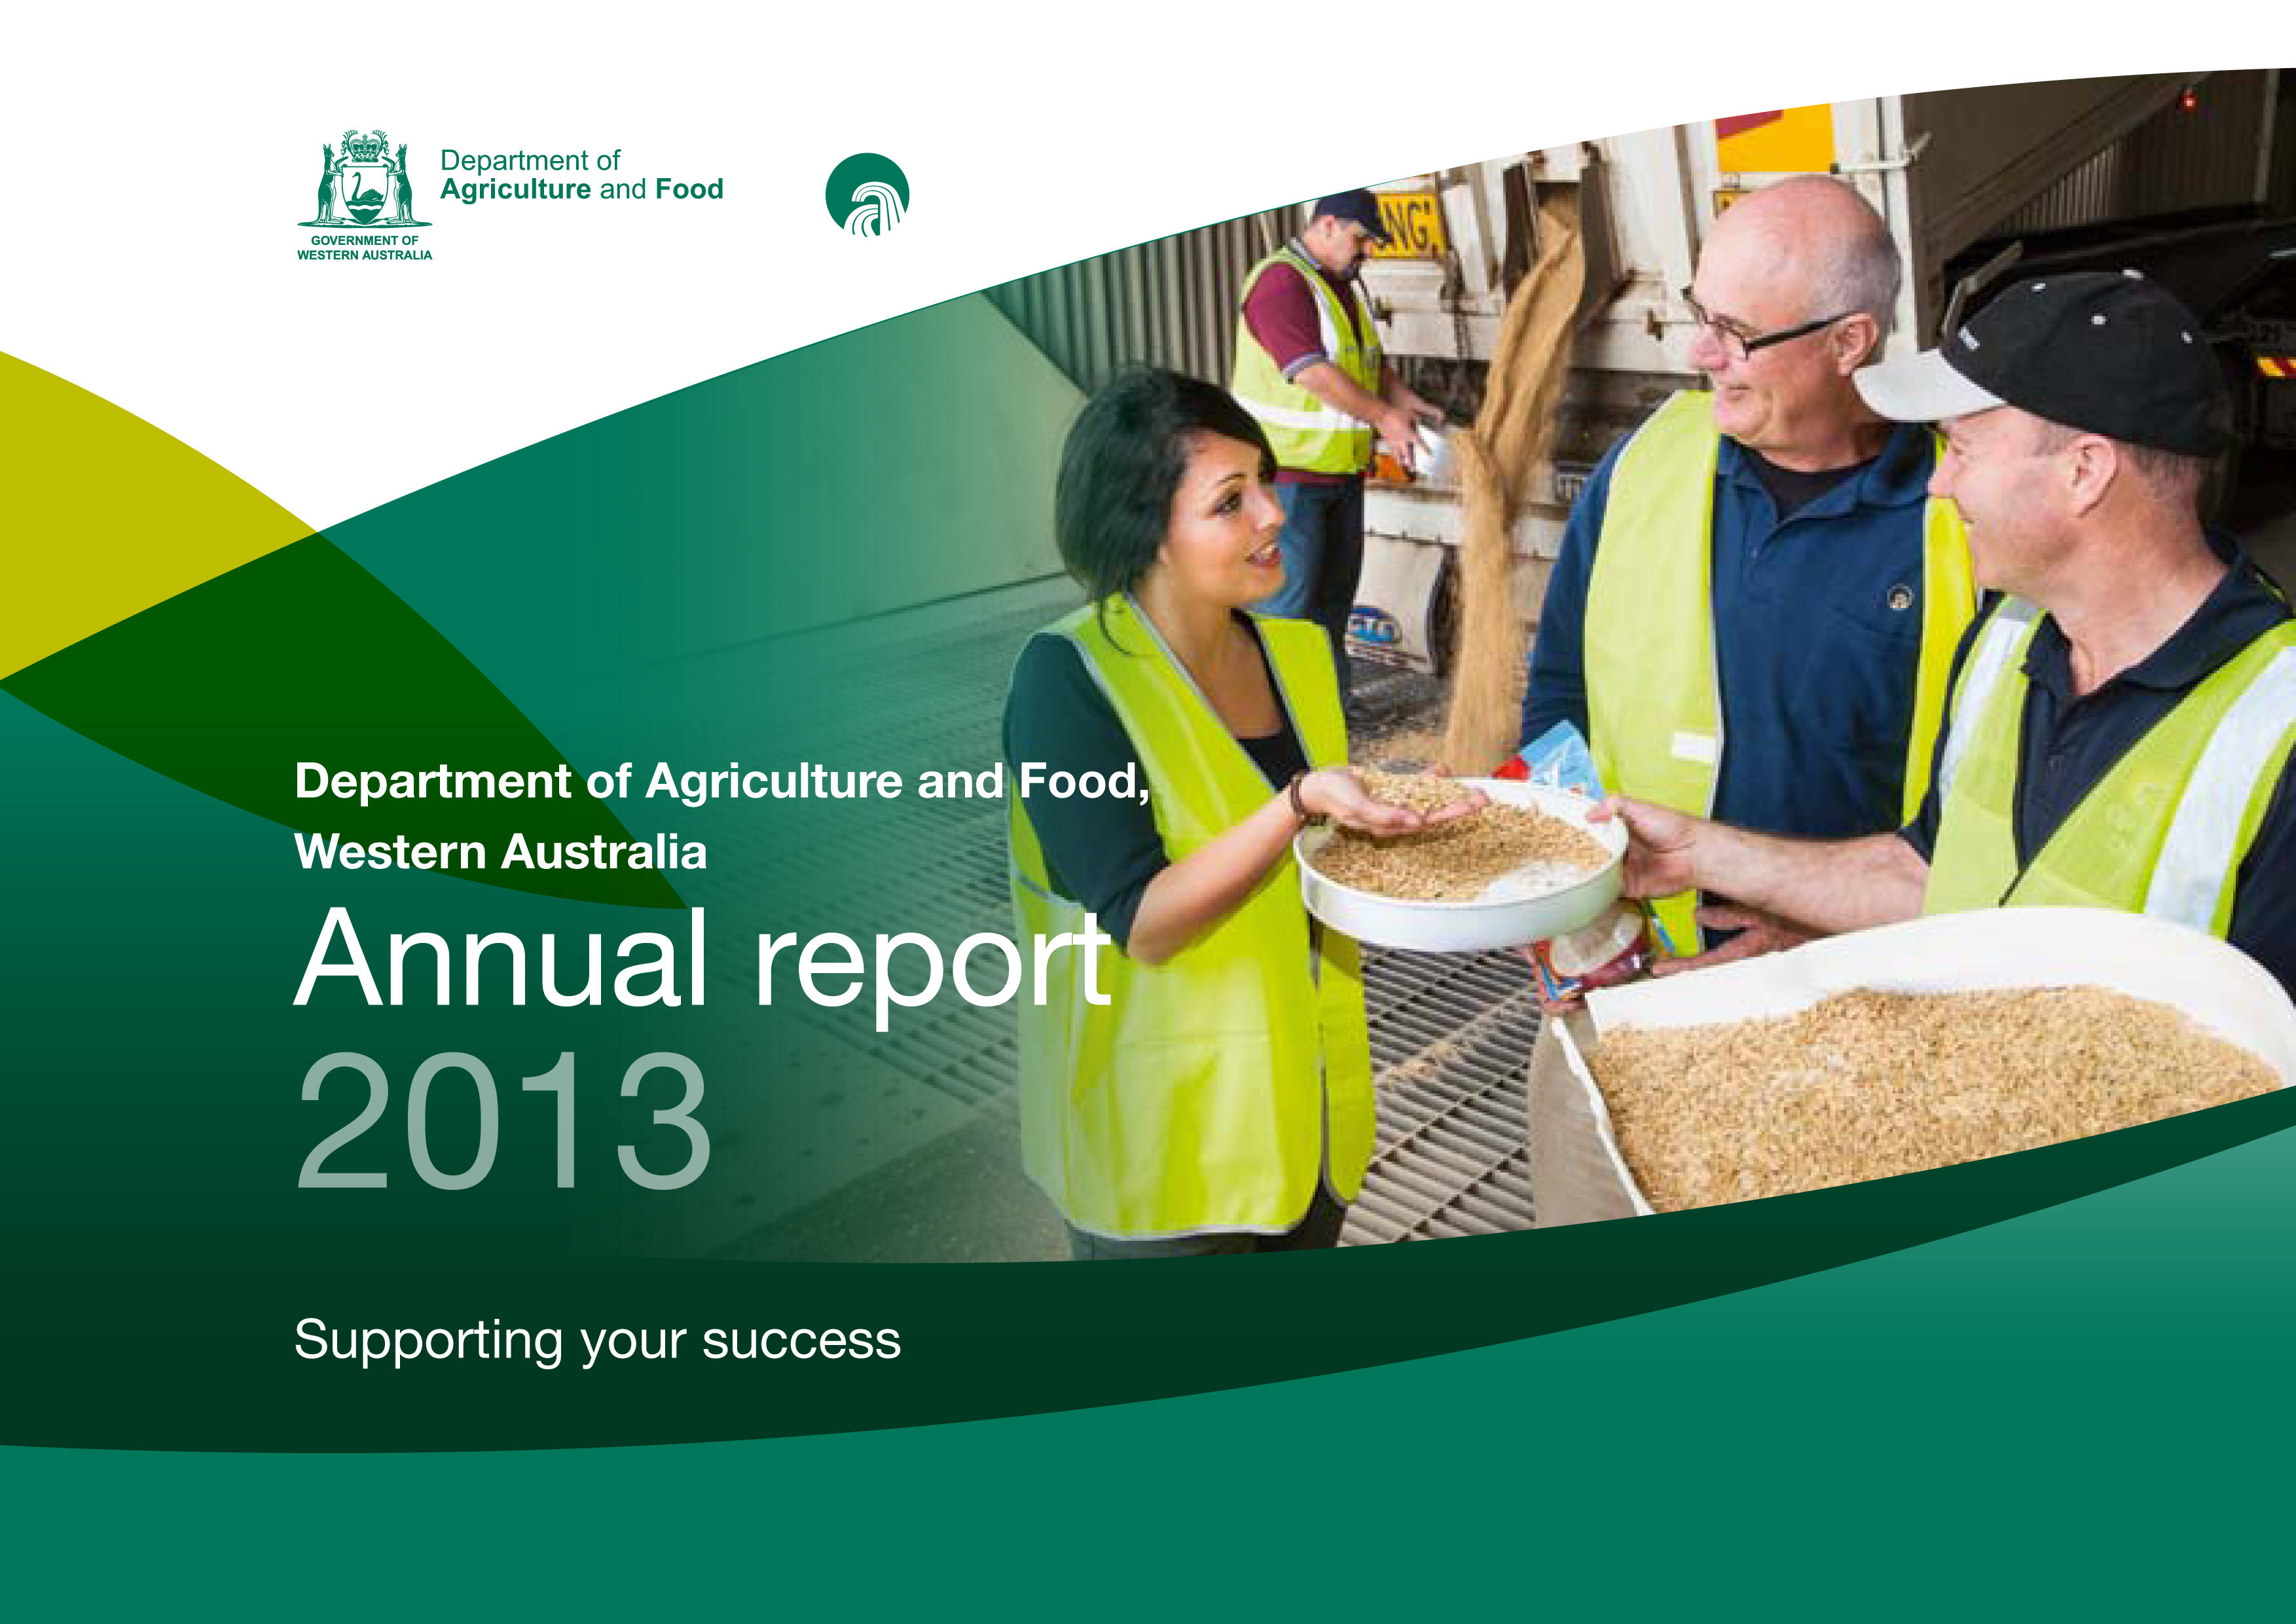 Department of
Agriculture and Food
GOVERNMENT OF
WESTERN AUSTRALIA
Department of Agriculture and Food,
Western Australia
Annual report
2013
Supporting your success